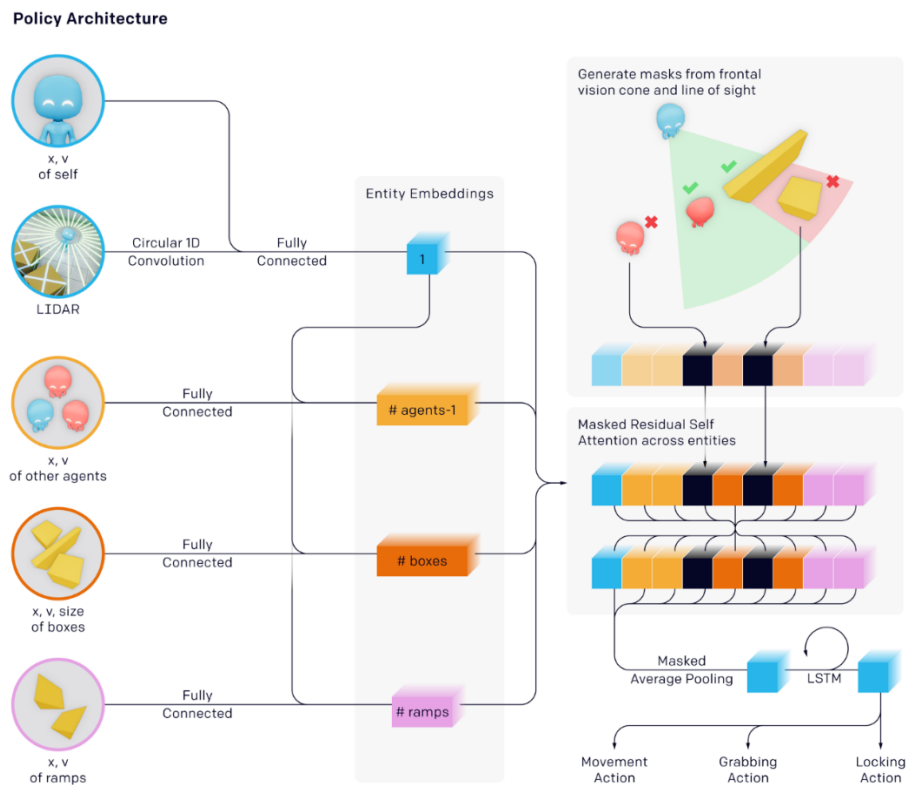 Policy Architecture
x, v
of self
LIDAR
Circular 1D
Convolution
Fully
Connected
x, v
of other agents
Fully
Connected
x, v, size
of boxes
Fully
Connected
x, v
of ramps
Fully
Connected
Entity Embeddings
1
# agents-1
# boxes
# ramps
Generate masks from frontal
vision cone and line of sight
Masked Residual Self
Attention across entities
Masked
Average Pooling
LSTM
Movement
Action
Grabbing
Action
Locking
Action